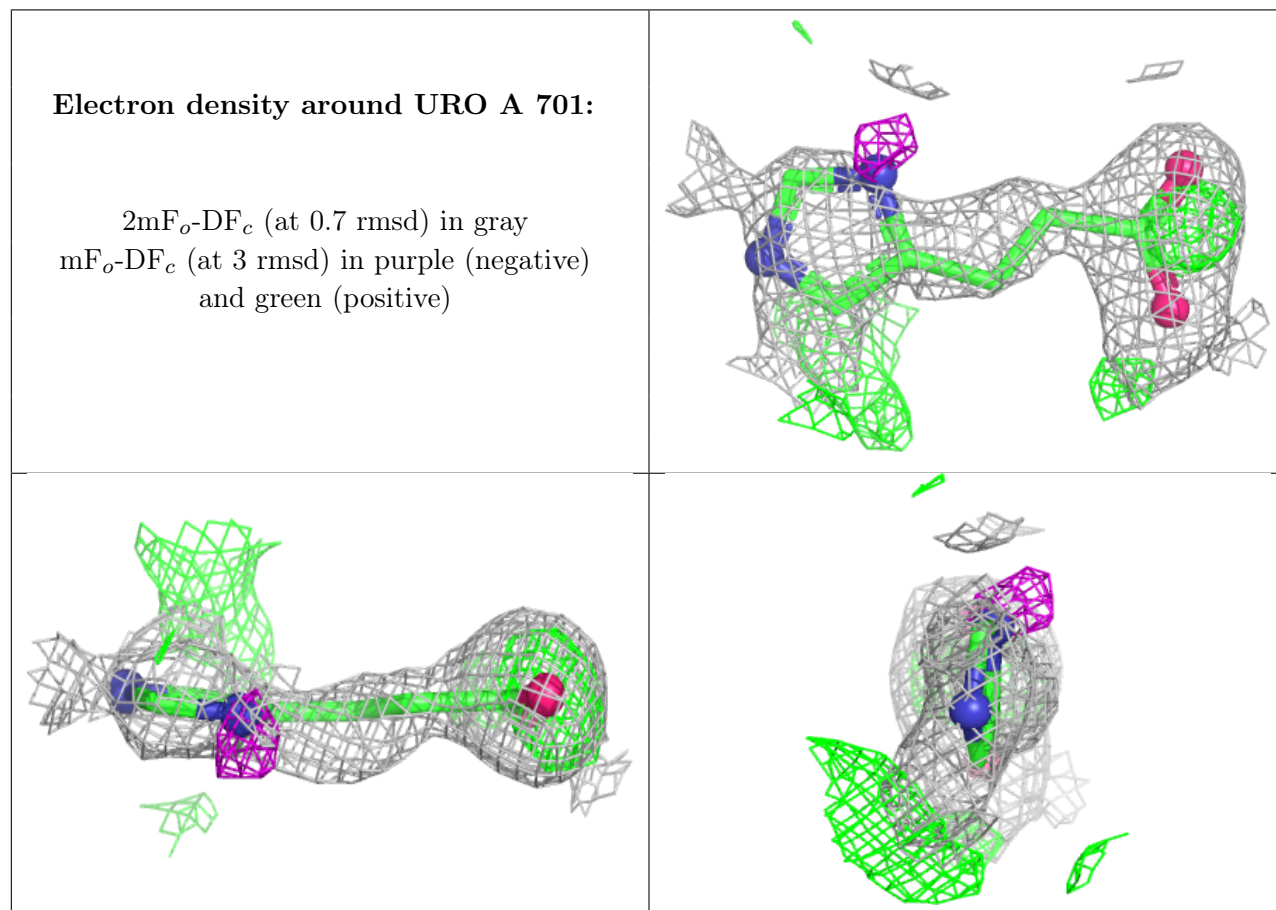 Electron density around URO A 701:
2mFo-DFc (at 0.7 rmsd) in gray
mFo-DFc (at 3 rmsd) in purple (negative)
and green (positive)